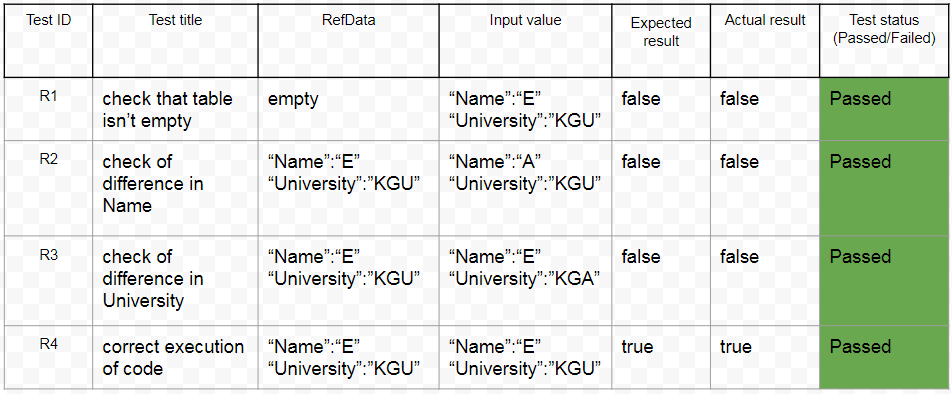 Test ID
Test title
RefData
Input value
Expected
result
Actual result
Test status
(Passed/Failed)
R1
check that table
isn’t empty
empty
“Name”:“E”
“University”:”KGU”
false
false
Passed
R2
check of
difference in
Name
“Name”:“E”
“University”:”KGU”
“Name”:“A”
“University”:”KGU”
false
false
Passed
R3
check of
difference in
University
“Name”:“E”
“University”:”KGU”
“Name”:“E”
“University”:”KGA”
false
false
Passed
R4
correct execution
of code
“Name”:“E”
“University”:”KGU”
“Name”:“E”
“University”:”KGU”
true
true
Passed